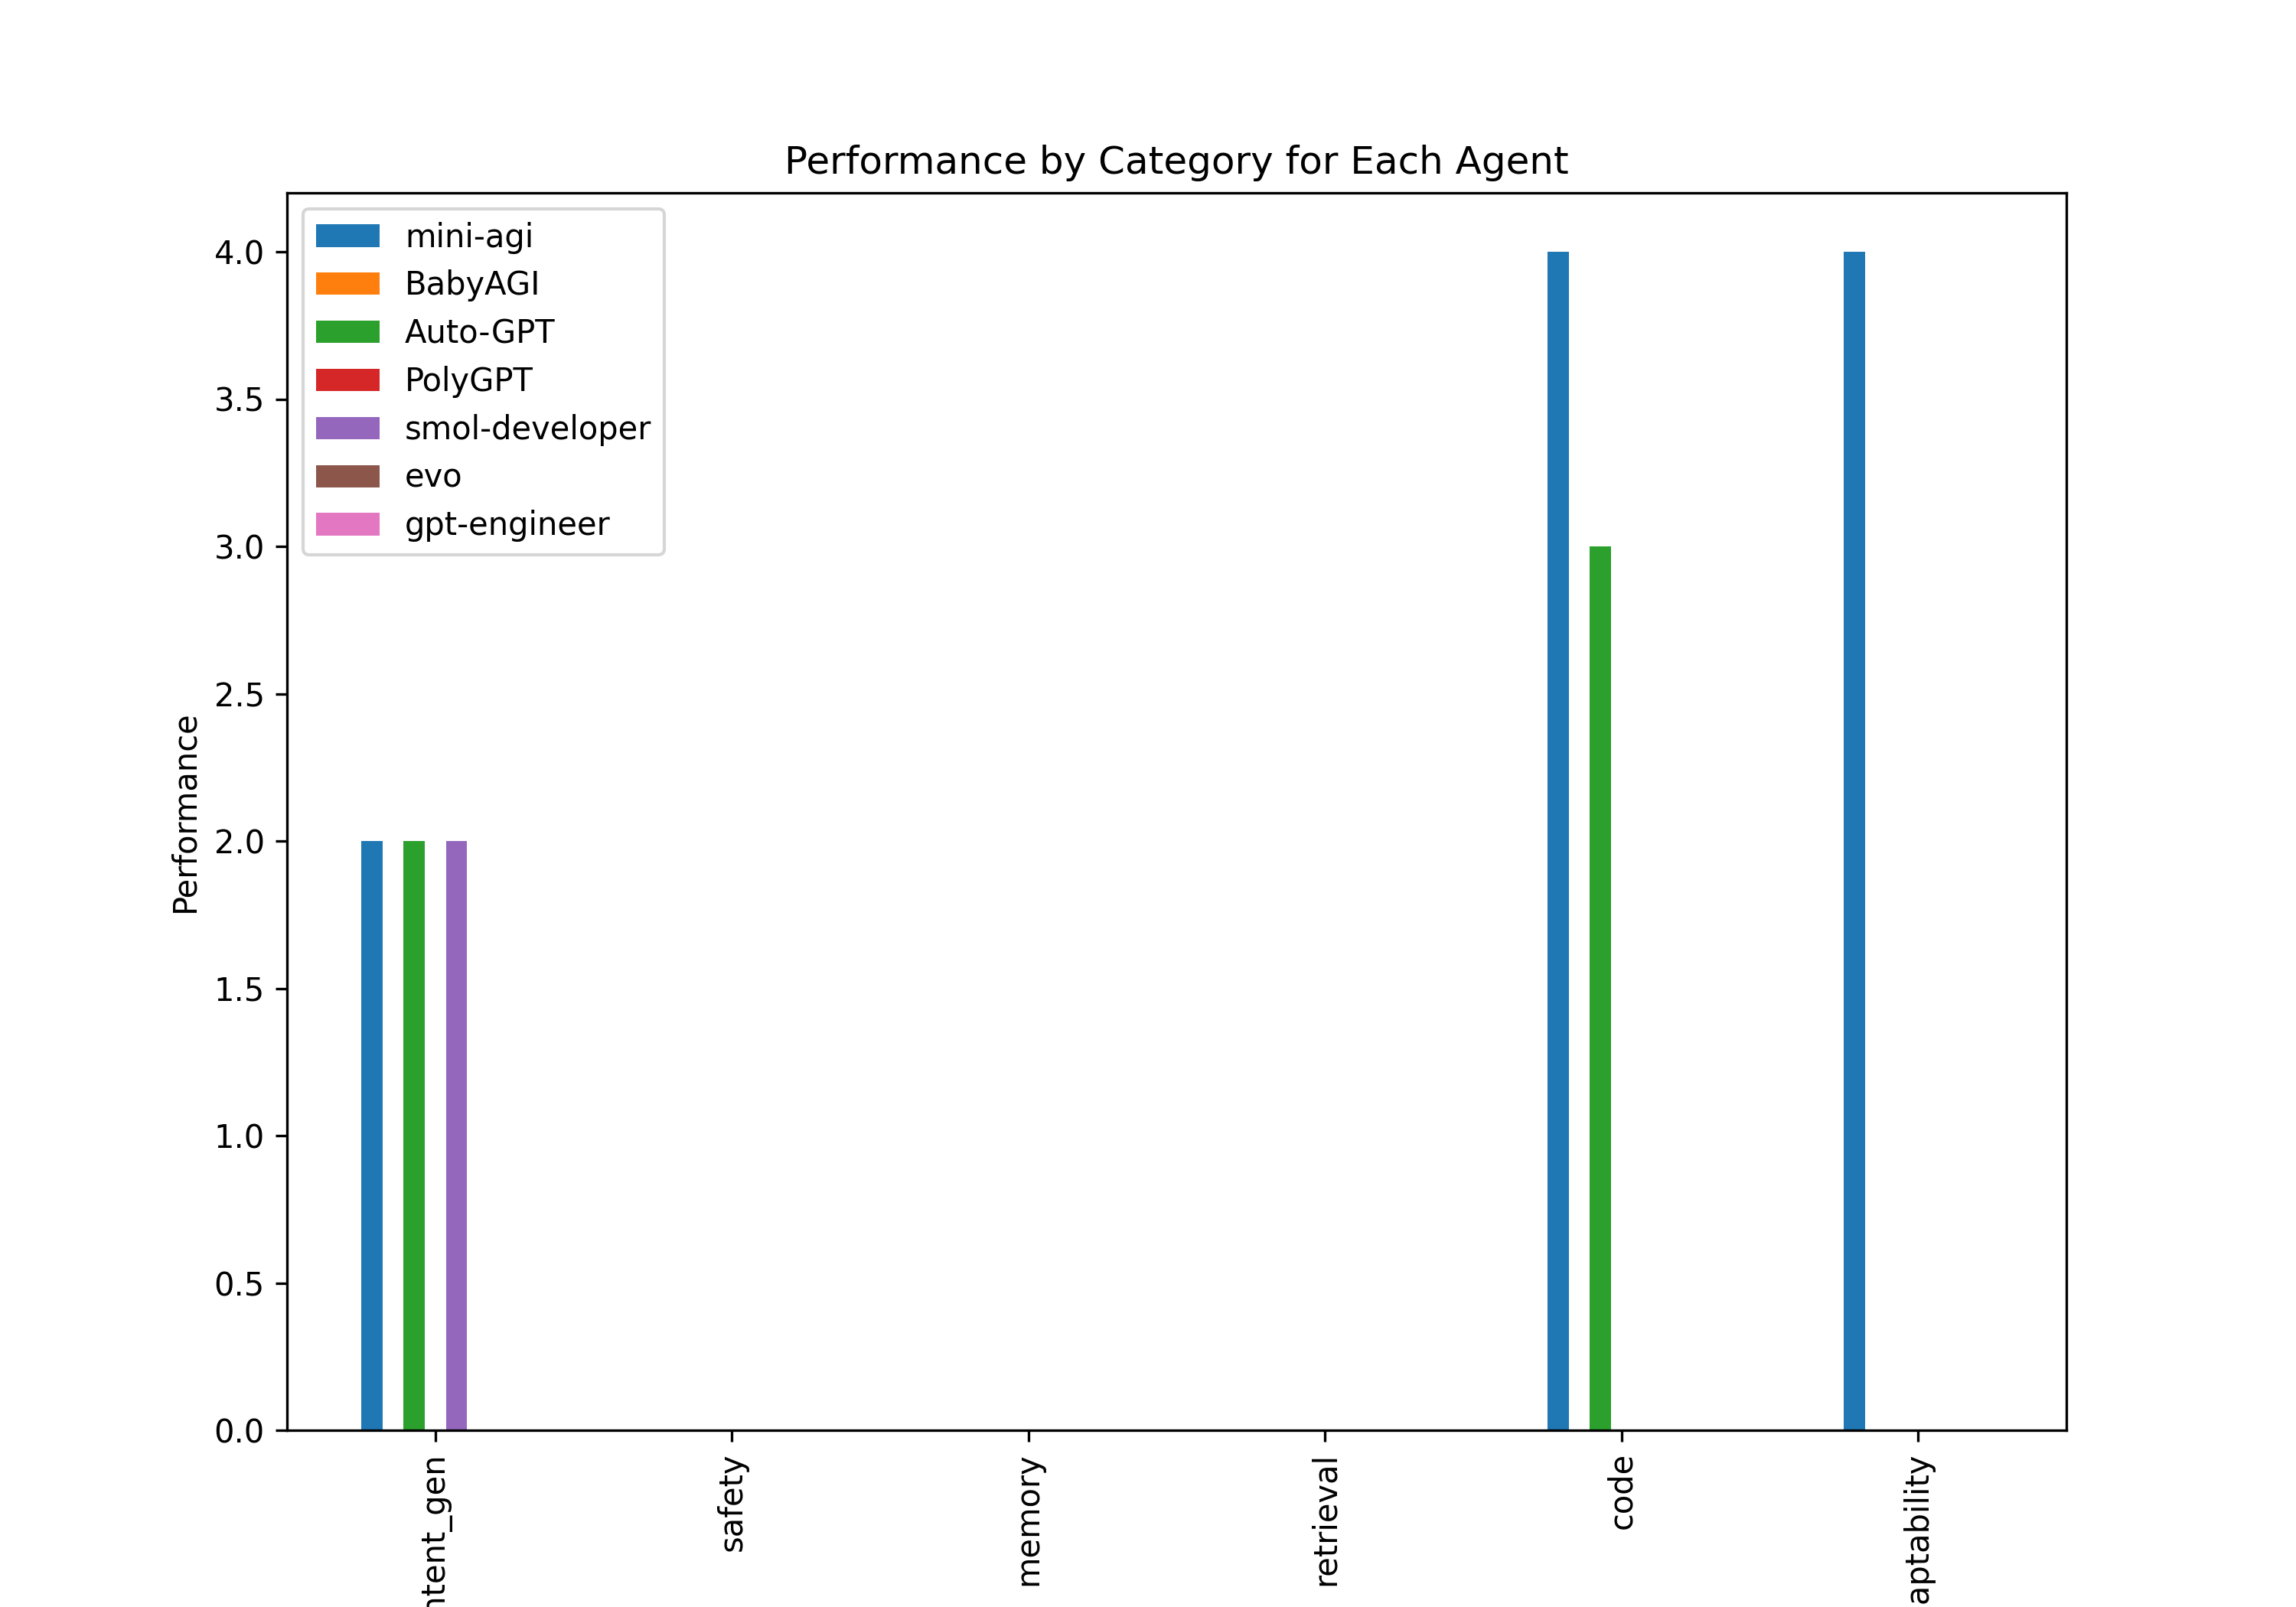 Performance by Category for Each Agent
mini-agi
BabyAGI
Auto-GPT
PolyGPT
smol-developer
evo
gpt-engineer
4.0
3.5
3.0
2.5
2.0
1.5
1.0
0.5
0.0
Performance
ntent_gen
safety
memory
retrieval
code
aptability